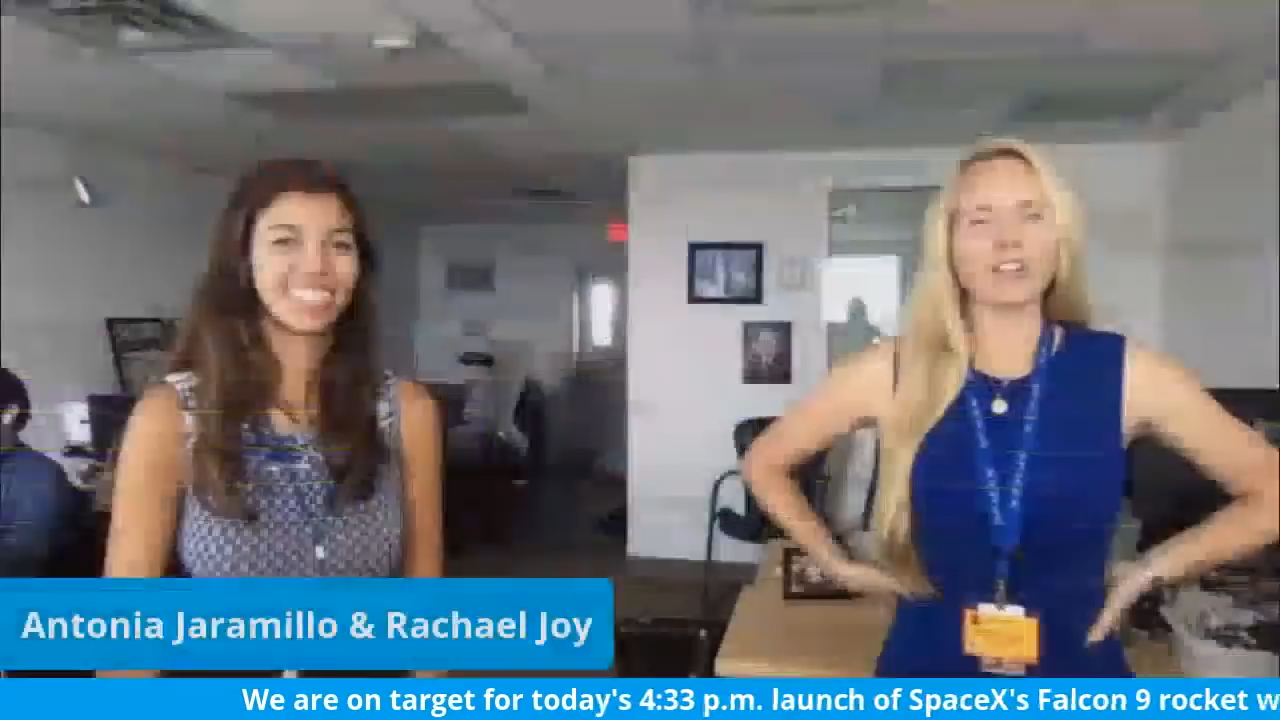 Antonia Jaramillo & Rachael Joy
We are on target for today's 4:33 p.m. launch of SpaceX's Falcon 9 rocket w